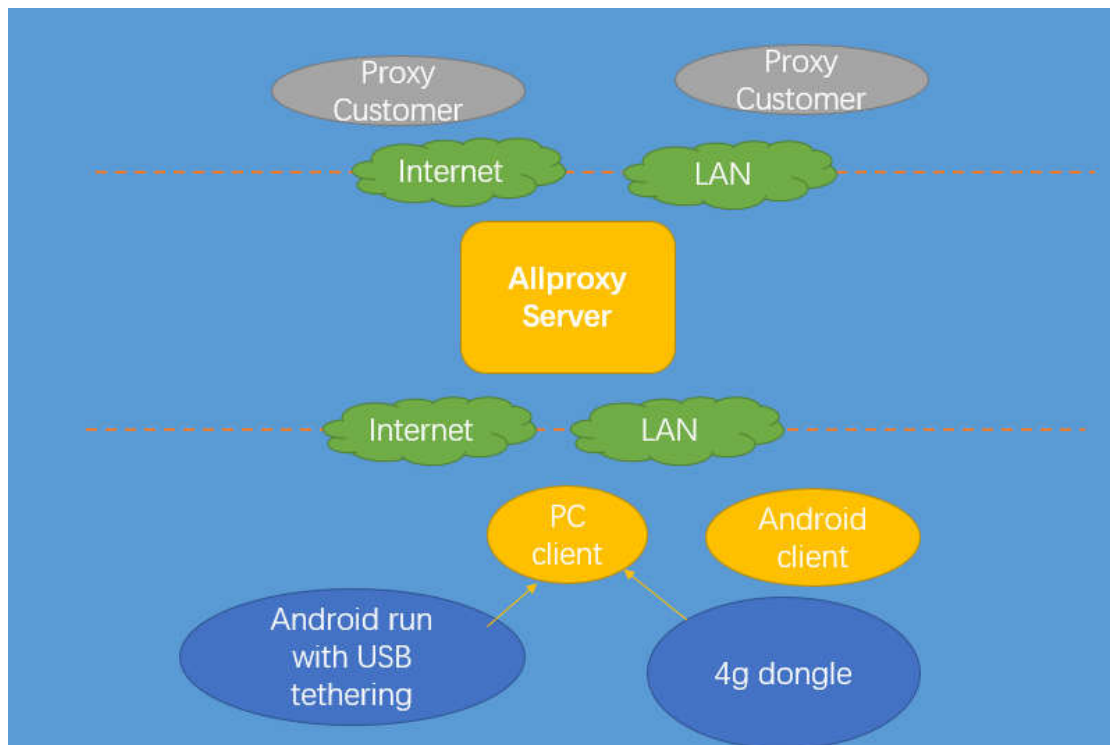 Proxy
Customer
Proxy
Customer
Internet
LAN
Allproxy
Server
Internet
LAN
PC
client
Android
client
Android run
with USB
tethering
4g dongle